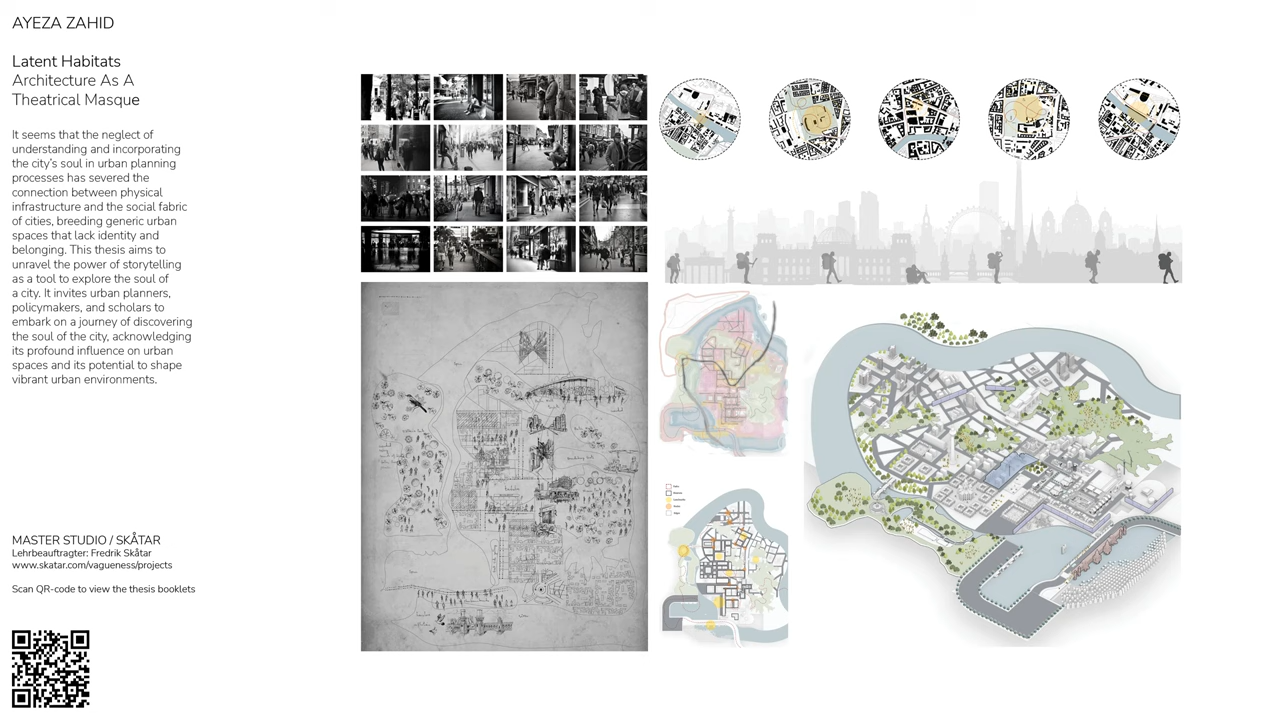 AYEZA ZAHID
Latent Habitats
Architecture As A
Theatrical Masque
It seems that the neglect of
understanding and incorporating
the city's soul in urban planning
processes has severed the
connection between physical
infrastructure and the social fabric
of cities, breeding generic urban
spaces that lack identity and
belonging. This thesis aims to
unravel the power of storytelling
as a tool to explore the soul of
a city. It invites urban planners,
policymakers, and scholars to
embark on a journey of discovering
the soul of the city, acknowledging
its profound influence on urban
spaces and its potential to shape
vibrant urban environments.
MASTER STUDIO / SKÅTAR
Lehrbeauftragter: Fredrik Skåtar
www.skatar.com/vagueness/projects
Scan QR-code to view the thesis booklets